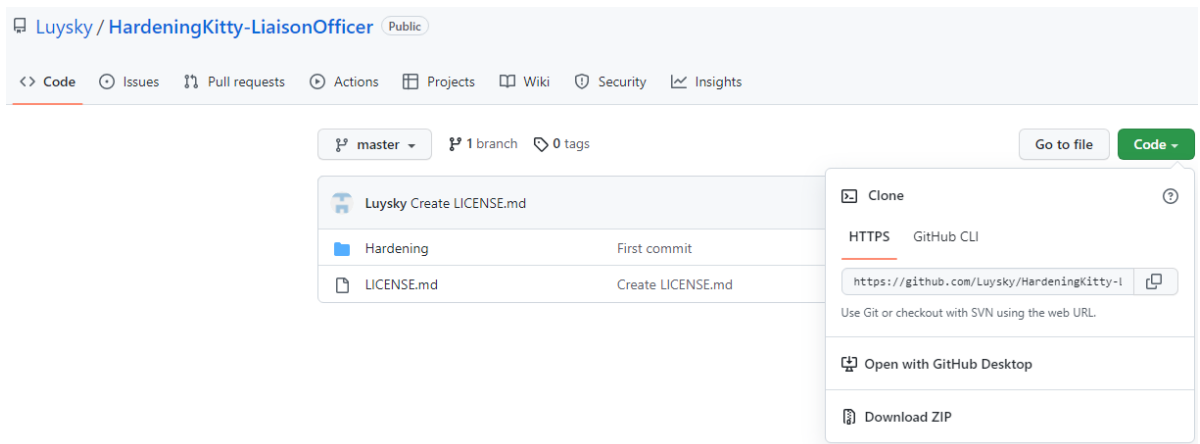 Luysky / HardeningKitty-LiaisonOfficer Public
Code Issues Pull requests Actions Projects Wiki Security Insights
master 1 branch 0 tags Go to file Code
Luysky Create LICENSE.md
Hardening First commit
LICENSE.md Create LICENSE.md
Clone
HTTPS GitHub CLI
https://github.com/Luysky/HardeningKitty-L
Use Git or checkout with SVN using the web URL.
Open with GitHub Desktop
Download ZIP